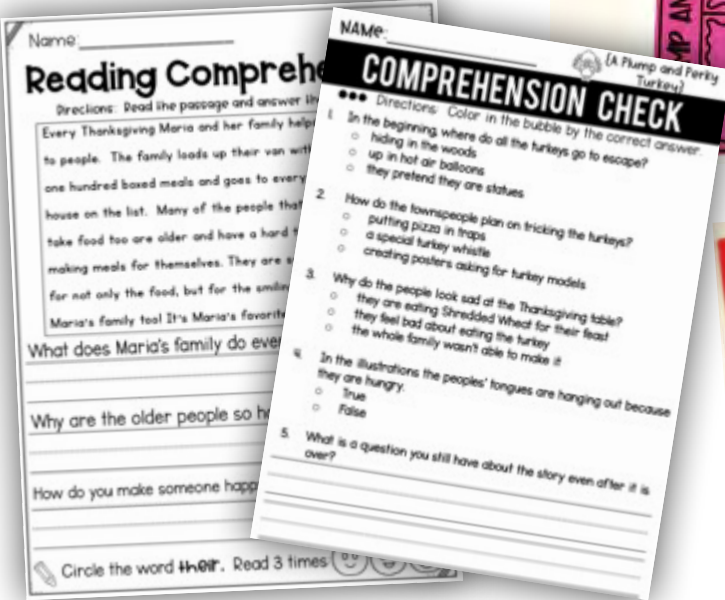 Name:
Reading Comprehe
Directions: Read the passage and answer th
Every Thanksgiving Maria and her family help
to people. The family loads up their van with
one hundred boxed meals and goes to every
house on the list. Many of the people that
take food too are older and have a hard t
making meals for themselves. They are s
for not only the food, but for the smilin
Maria's family too! It's Maria's favorite
What does Maria's family do ever
Why are the older people so ha
How do you make someone happ
Circle the word their. Read 3 times
NAMe:
{A Plump and Perky
Turkey}
COMPREHENSION CHECK
Directions: Color in the bubble by the correct answer.
1. In the beginning, where do all the turkeys go to escape?
hiding in the woods
up in hot air balloons
they pretend they are statues
2. How do the townspeople plan on tricking the turkeys?
putting pizza in traps
a special turkey whistle
creating posters asking for turkey models
3. Why do the people look sad at the Thanksgiving table?
they are eating Shredded Wheat for their feast
they feel bad about eating the turkey
the whole family wasn't able to make it
4. In the illustrations the peoples' tongues are hanging out because
they are hungry.
True
False
5. What is a question you still have about the story even after it is
over?
MP AN